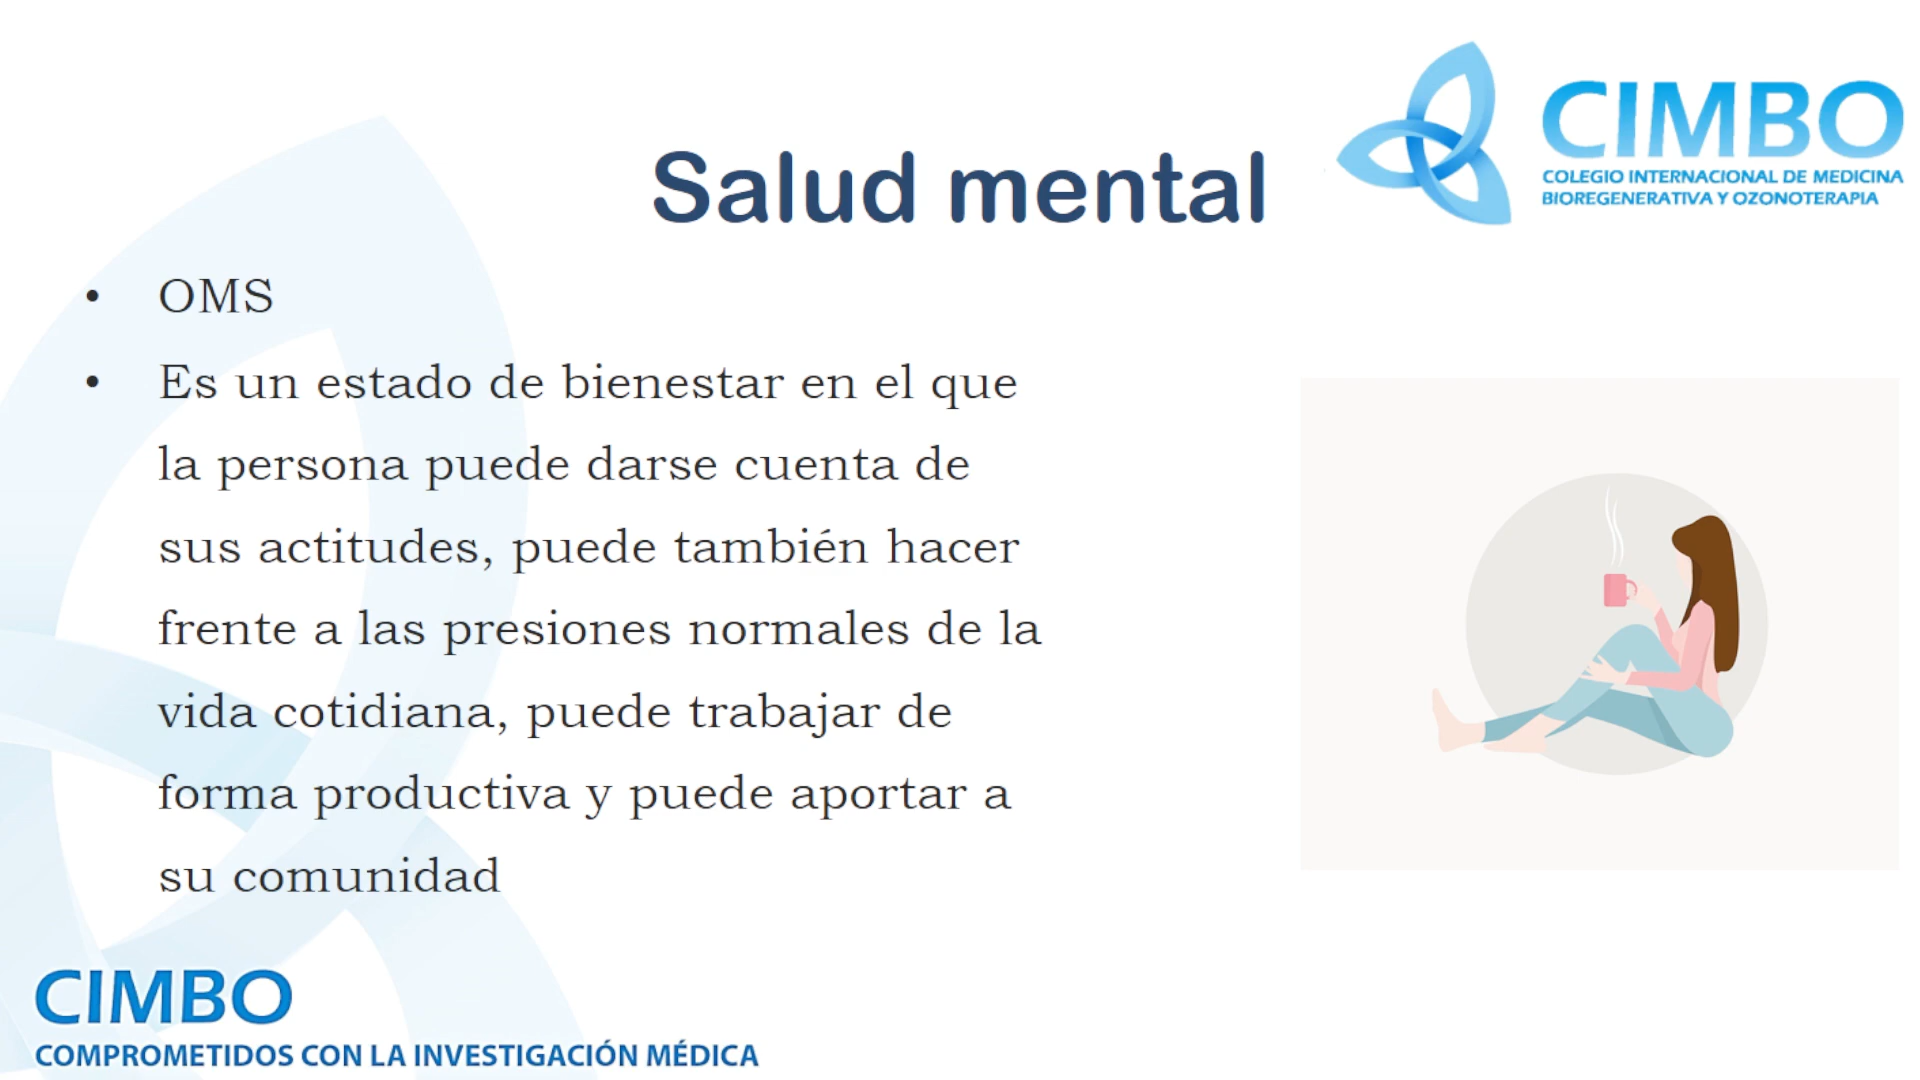 CIMBO
COLEGIO INTERNACIONAL DE MEDICINA
BIOREGENERATIVA Y OZONOTERAPIA
Salud mental
• OMS
• Es un estado de bienestar en el que
la persona puede darse cuenta de
sus actitudes, puede también hacer
frente a las presiones normales de la
vida cotidiana, puede trabajar de
forma productiva y puede aportar a
su comunidad
CIMBO
COMPROMETIDOS CON LA INVESTIGACIÓN MÉDICA